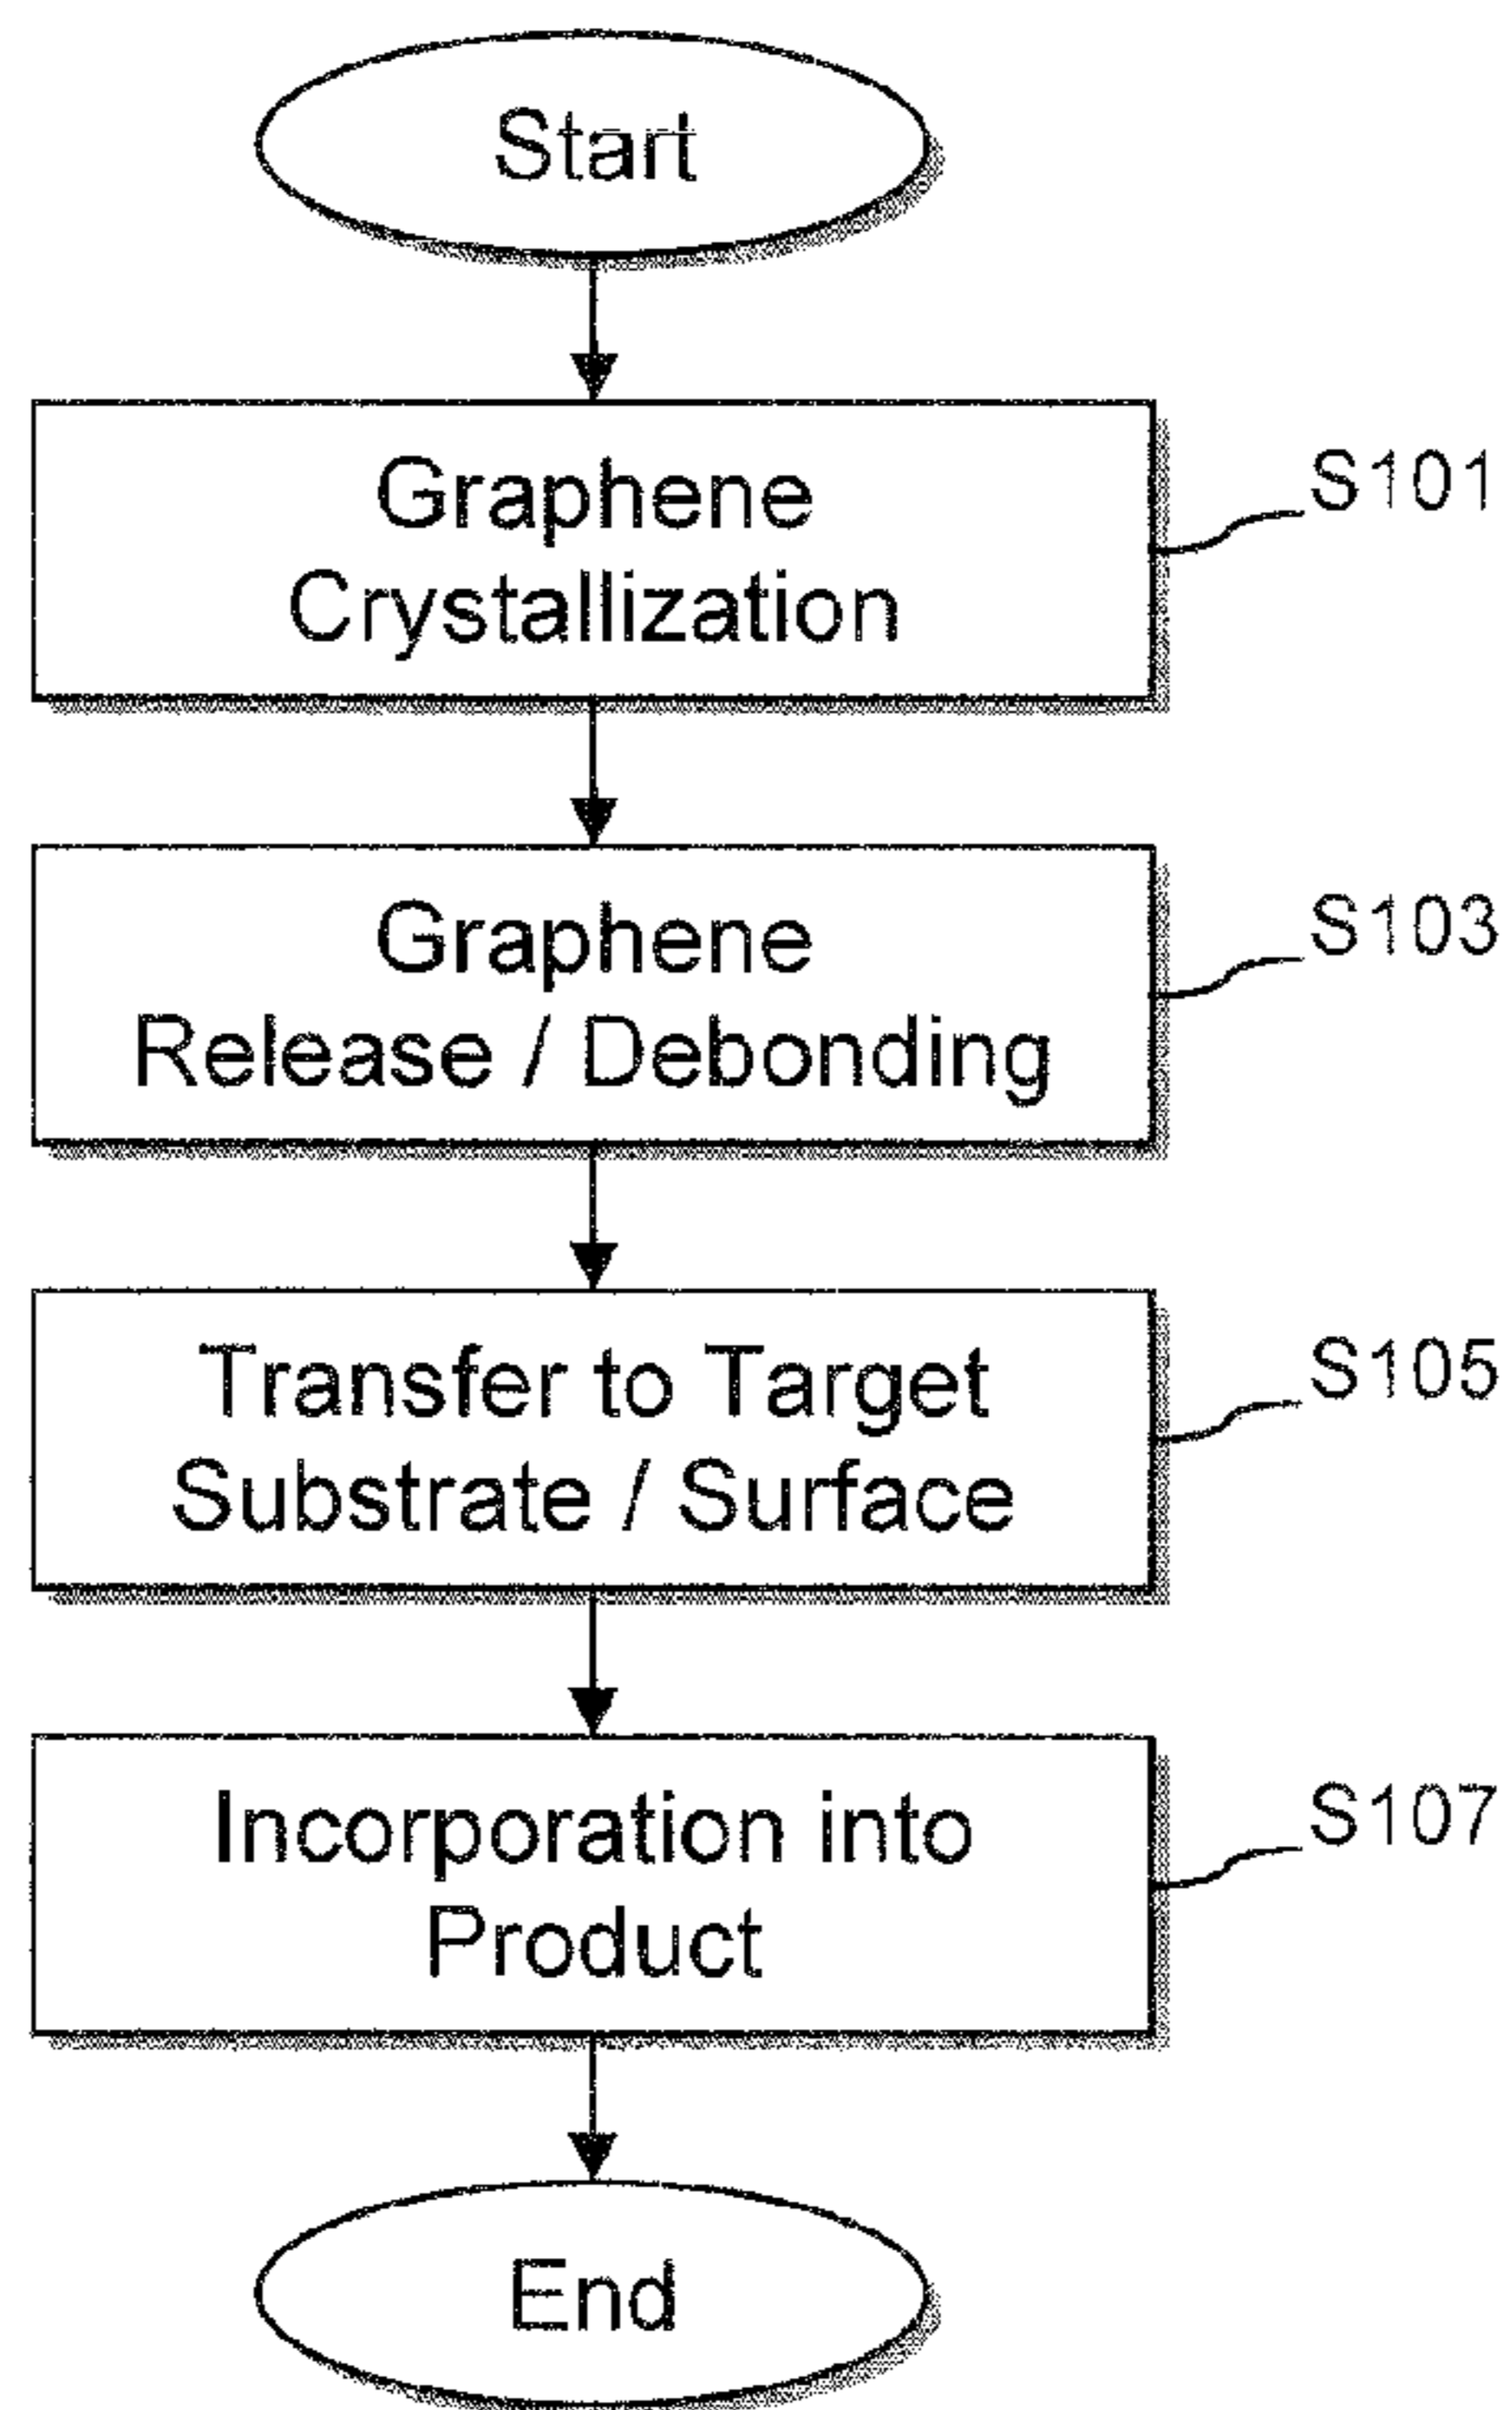 Start
Graphene
Crystallization
S101
Graphene
Release / Debonding
S103
Transfer to Target
Substrate / Surface
S105
Incorporation into
Product
S107
End